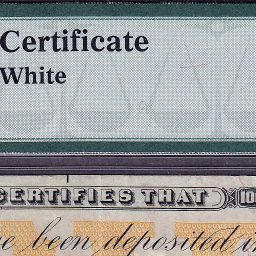 Certificate
White
CERTIFIES THAT
been deposited